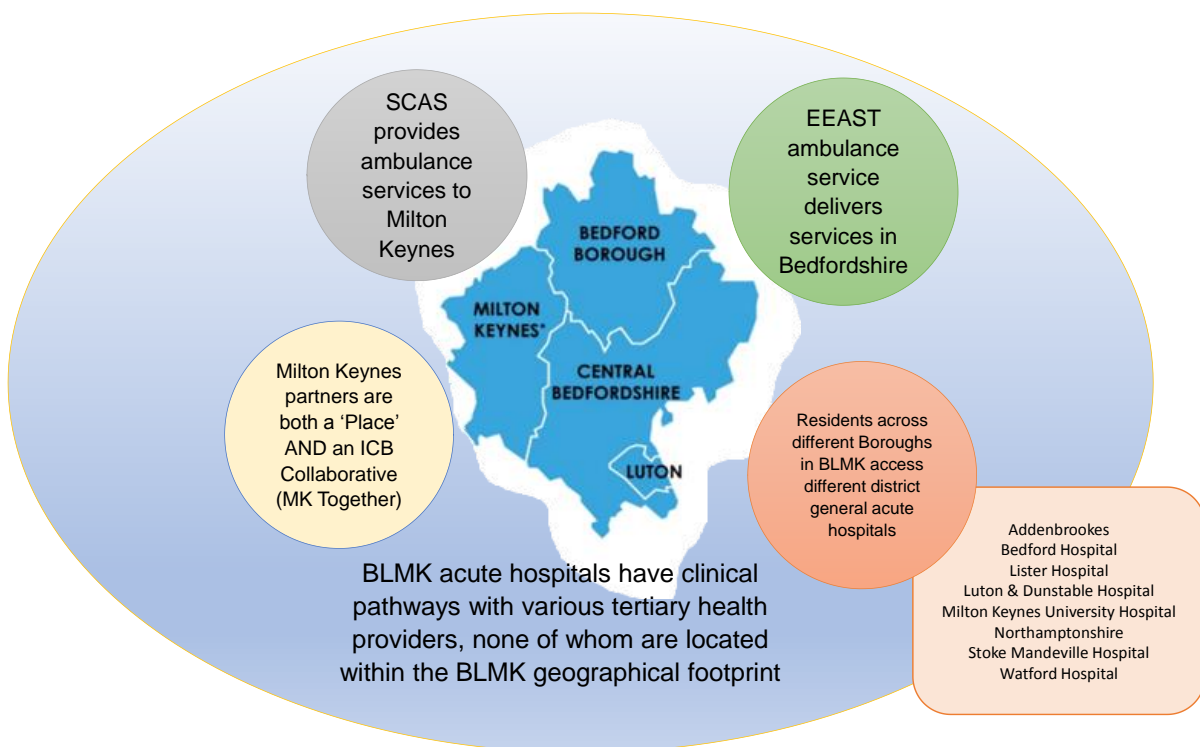 SCAS
provides
ambulance
services to
Milton
Keynes
EEAST
ambulance
service
delivers
services in
Bedfordshire
BEDFORD
BOROUGH
MILTON
KEYNES*
CENTRAL
BEDFORDSHIRE
LUTON
Milton Keynes
partners are
both a ‘Place’
AND an ICB
Collaborative
(MK Together)
Residents across
different Boroughs
in BLMK access
different district
general acute
hospitals
Addenbrookes
Bedford Hospital
Lister Hospital
Luton & Dunstable Hospital
Milton Keynes University Hospital
Northamptonshire
Stoke Mandeville Hospital
Watford Hospital
BLMK acute hospitals have clinical
pathways with various tertiary health
providers, none of whom are located
within the BLMK geographical footprint